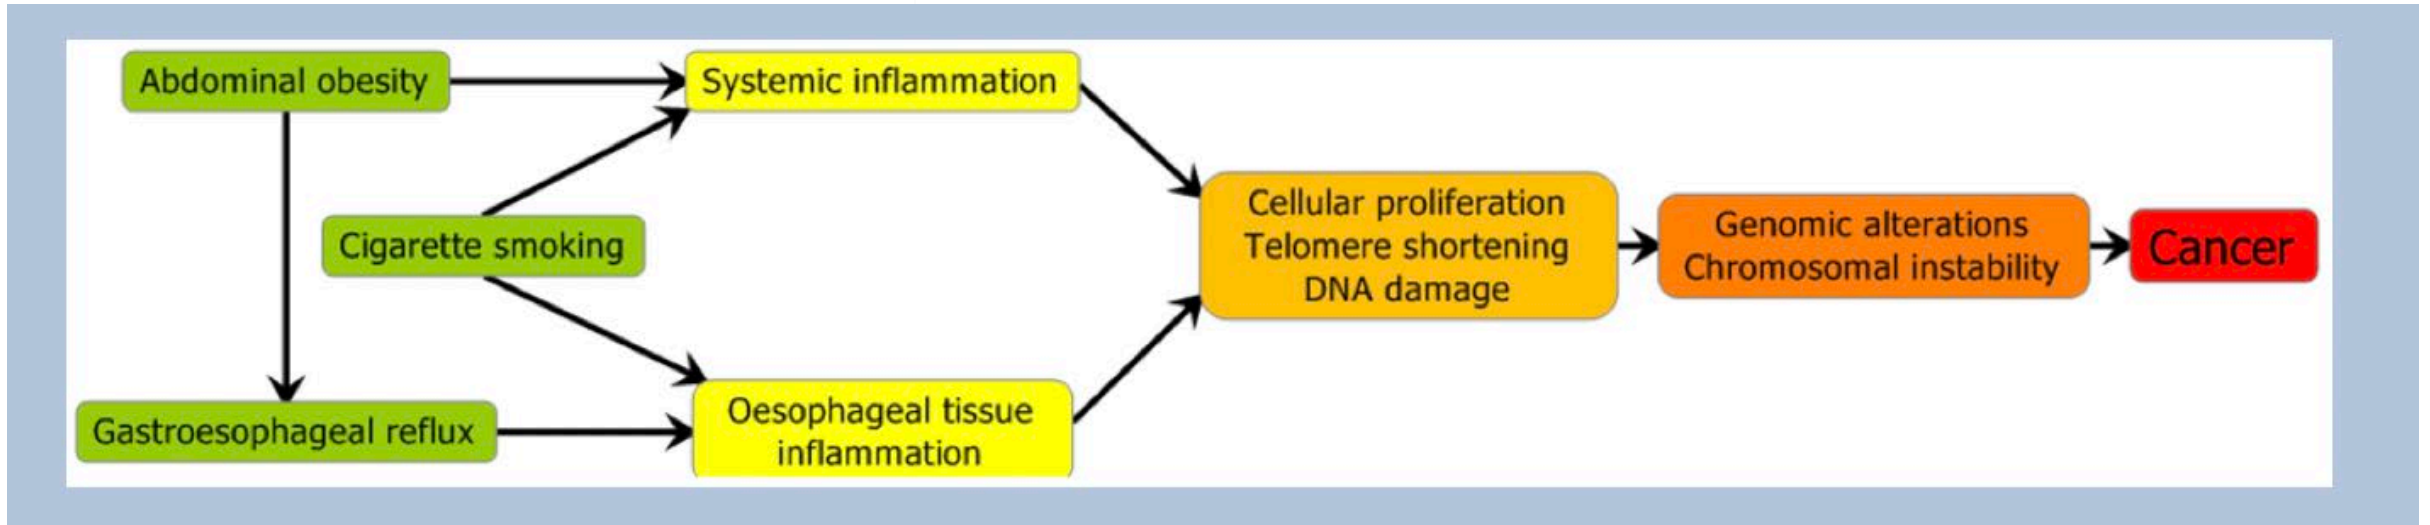 Abdominal obesity
Systemic inflammation
Cigarette smoking
Gastroesophageal reflux
Oesophageal tissue
inflammation
Cellular proliferation
Telomere shortening
DNA damage
Genomic alterations
Chromosomal instability
Cancer